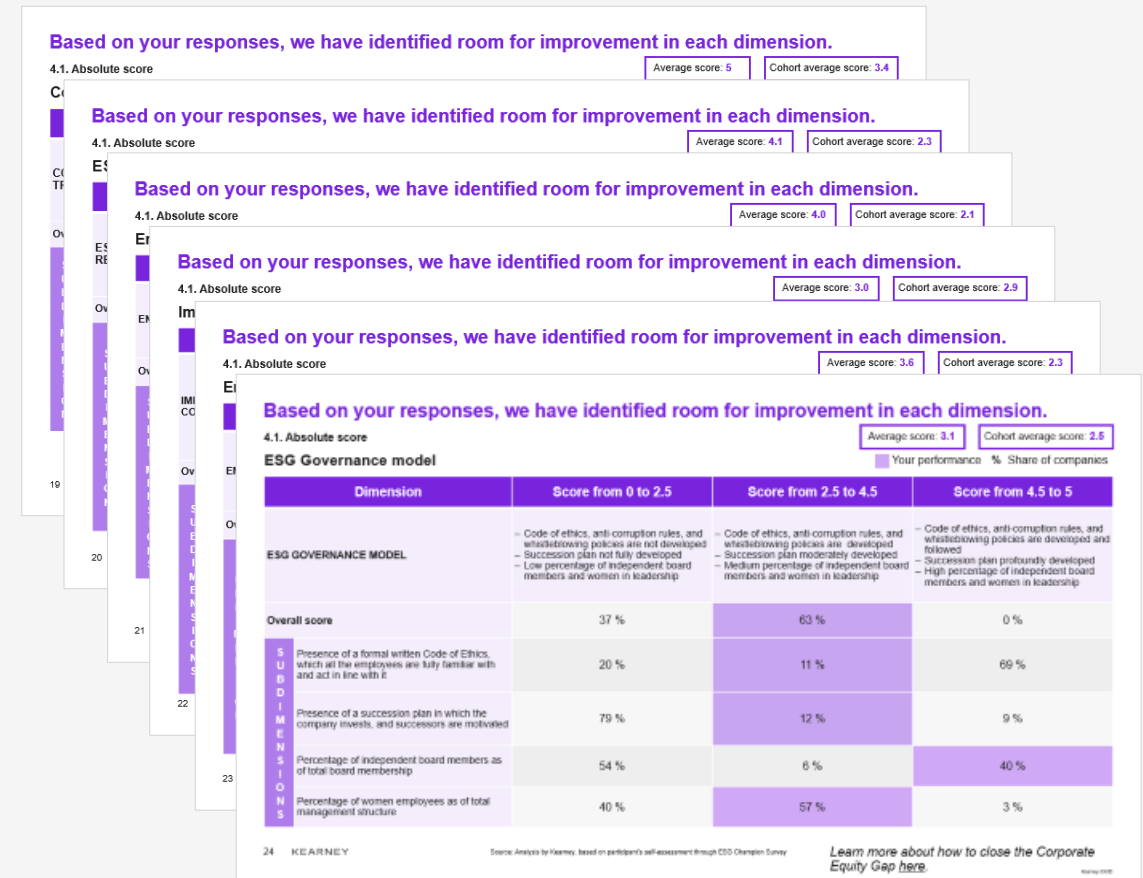 Based on your responses, we have identified room for improvement in each dimension.
4.1. Absolute score
Average score: 5
Cohort average score: 3.4
19
Based on your responses, we have identified room for improvement in each dimension.
4.1. Absolute score
Average score: 4.1
Cohort average score: 2.3
20
Based on your responses, we have identified room for improvement in each dimension.
4.1. Absolute score
Average score: 4.0
Cohort average score: 2.1
21
Based on your responses, we have identified room for improvement in each dimension.
4.1. Absolute score
Average score: 3.0
Cohort average score: 2.9
22
Based on your responses, we have identified room for improvement in each dimension.
4.1. Absolute score
Average score: 3.6
Cohort average score: 2.3
23
Based on your responses, we have identified room for improvement in each dimension.
4.1. Absolute score
Average score: 3.1
Cohort average score: 2.5
ESG Governance model
Your performance % Share of companies
Dimension
Score from 0 to 2.5
Score from 2.5 to 4.5
Score from 4.5 to 5
ESG GOVERNANCE MODEL
– Code of ethics, anti-corruption rules, and
whistleblowing policies are not developed
– Succession plan not fully developed
– Low percentage of independent board
members and women in leadership
– Code of ethics, anti-corruption rules, and
whistleblowing policies are developed
– Succession plan moderately developed
– Medium percentage of independent board
members and women in leadership
– Code of ethics, anti-corruption rules, and
whistleblowing policies are developed and
followed
– Succession plan profoundly developed
– High percentage of independent board
members and women in leadership
Overall score
37 %
63 %
0 %
SUBDIMENSIONS
Presence of a formal written Code of Ethics,
which all the employees are fully familiar with
and act in line with it
20 %
11 %
69 %
Presence of a succession plan in which the
company invests, and successors are motivated
79 %
12 %
9 %
Percentage of independent board members as
of total board membership
54 %
6 %
40 %
Percentage of women employees as of total
management structure
40 %
57 %
3 %
24 KEARNEY
Source: Analysis by Kearney, based on participant's self-assessment through ESG Champion Survey
Learn more about how to close the Corporate
Equity Gap here.